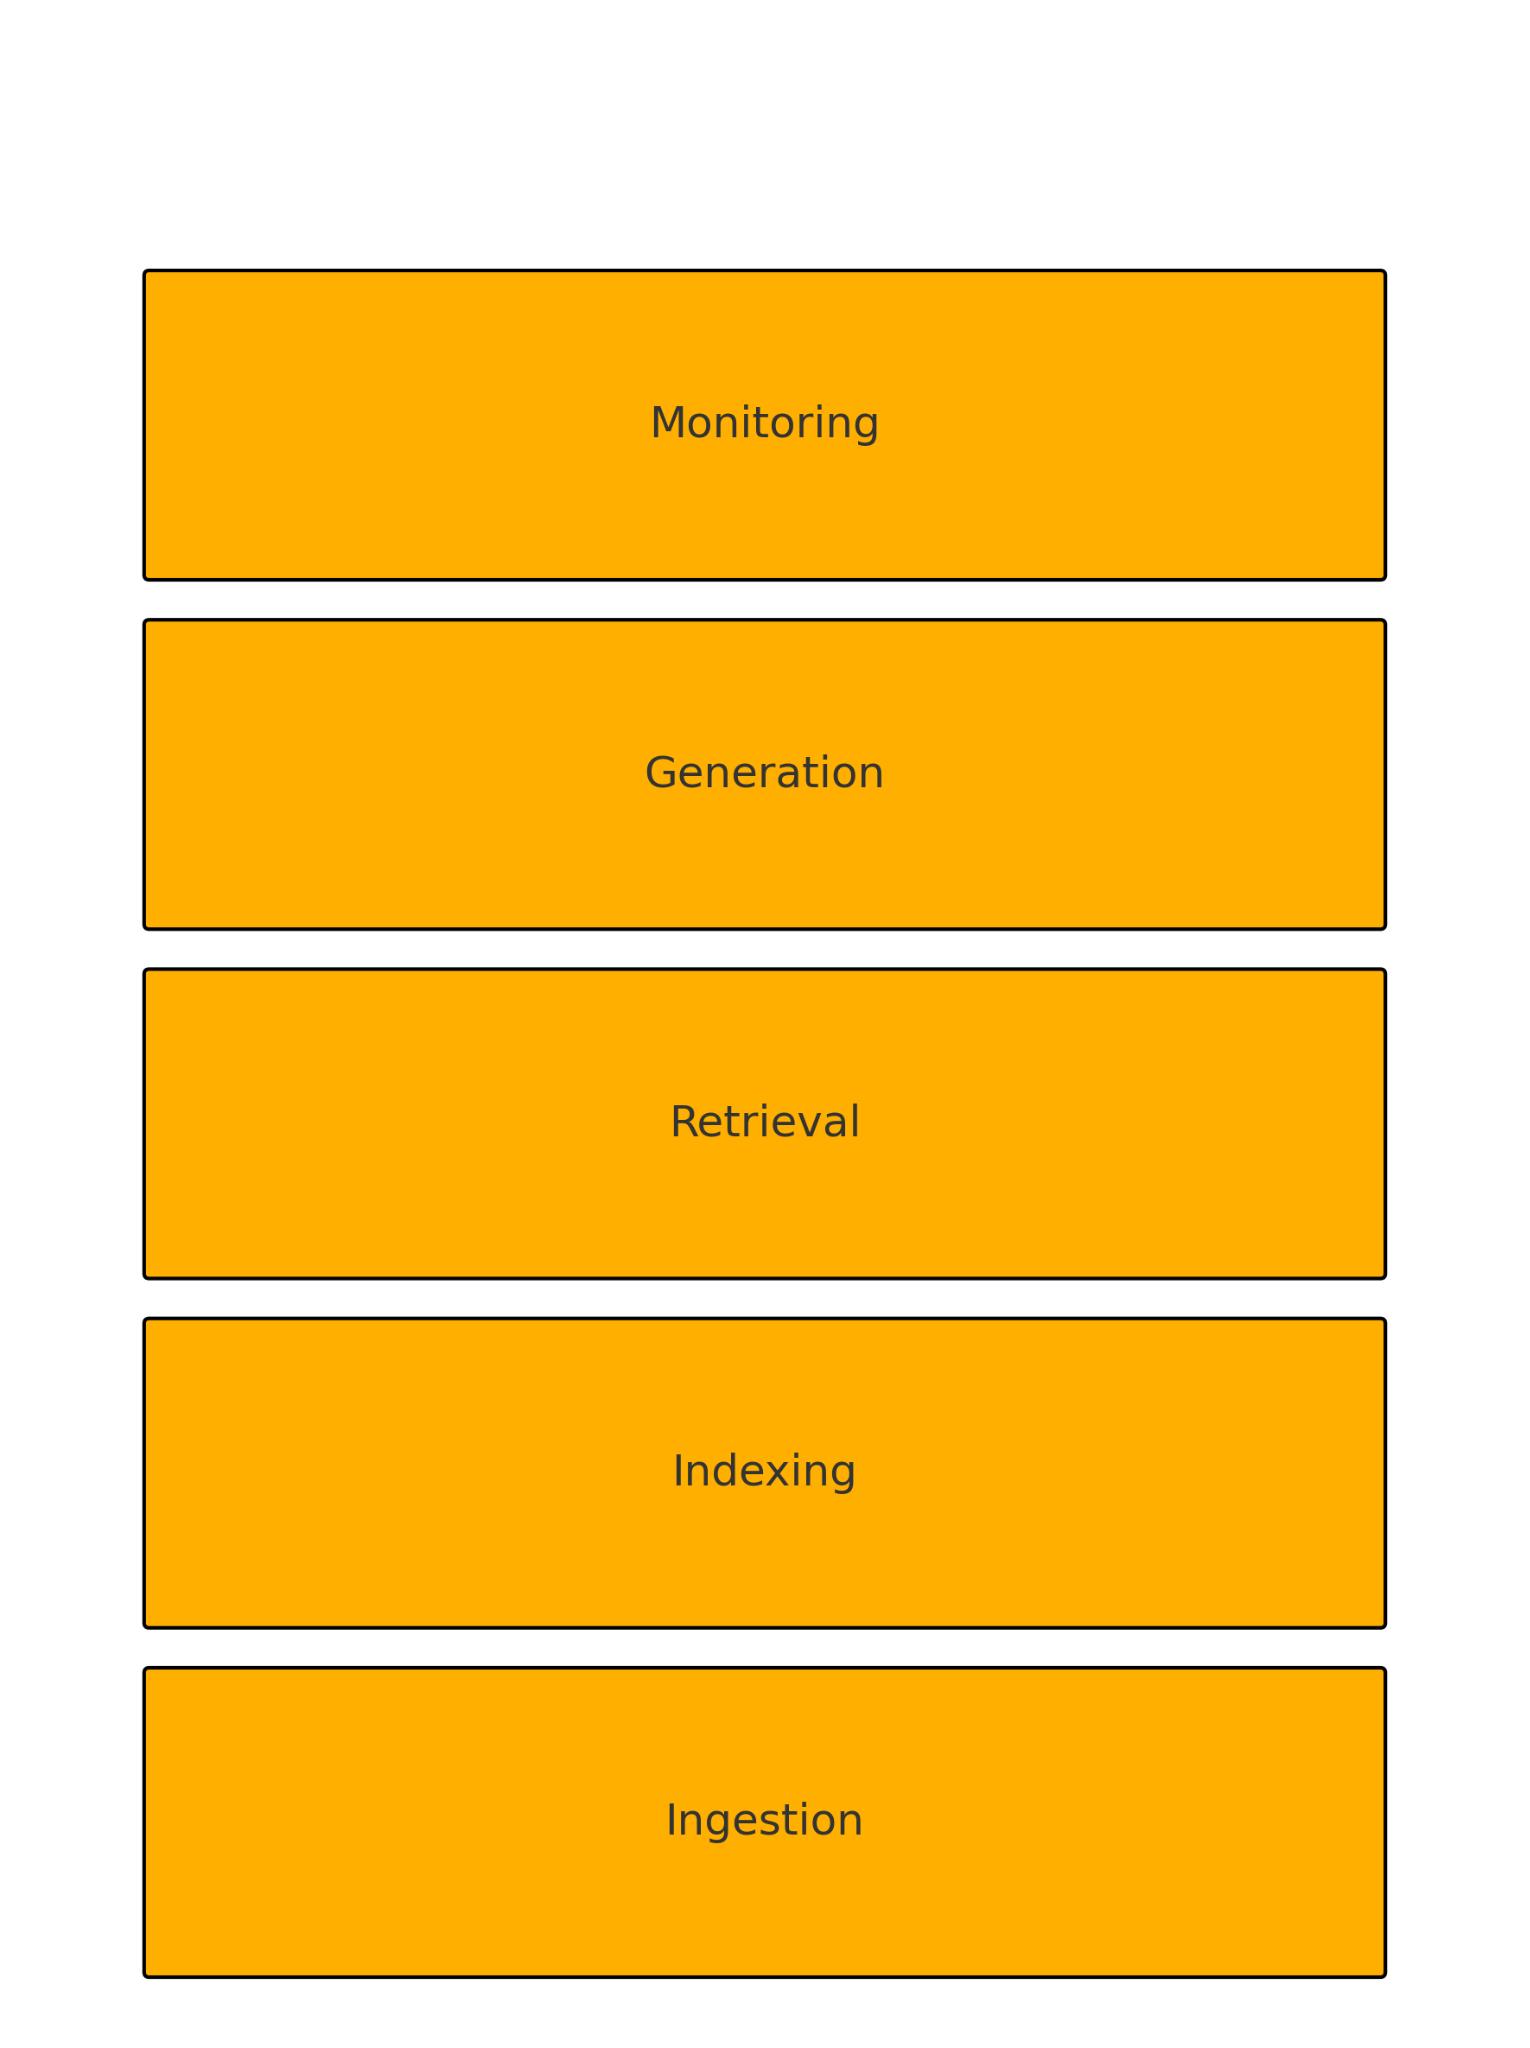 Monitoring
Generation
Retrieval
Indexing
Ingestion